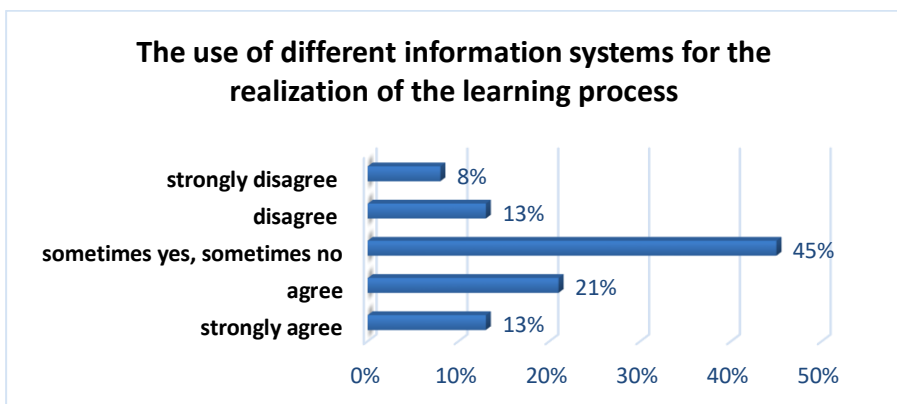 The use of different information systems for the
realization of the learning process
strongly disagree 8%
disagree 13%
sometimes yes, sometimes no 45%
agree 21%
strongly agree 13%
0% 10% 20% 30% 40% 50%